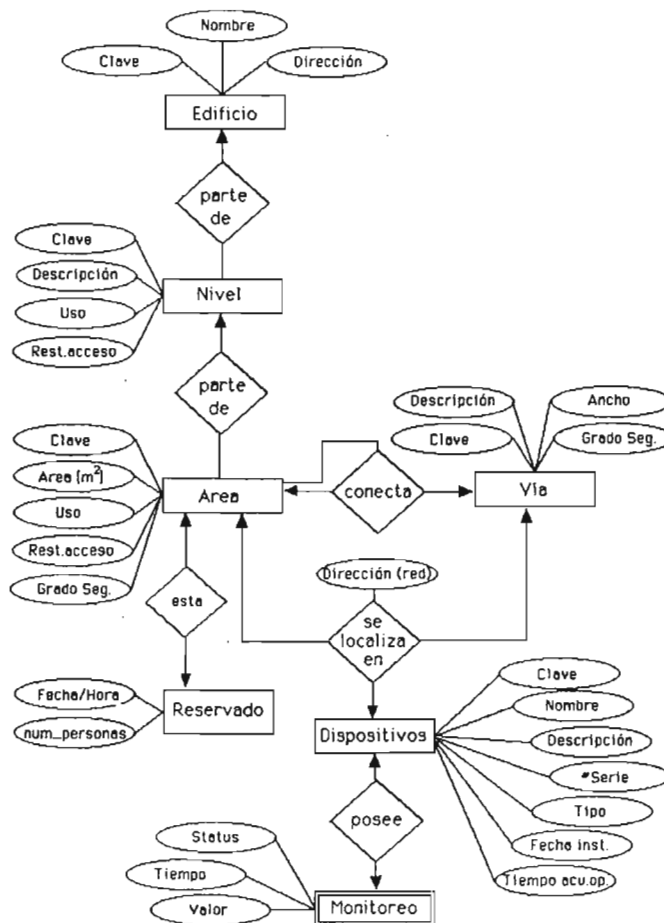 Nombre
Clave
Dirección
Edificio
parte
de
Clave
Descripción
Uso
Rest.acceso
Nivel
parte
de
Clave
Area (m²)
Uso
Rest.acceso
Grado Seg.
Area
conecta
Descripción
Ancho
Clave
Grado Seg.
Vía
Dirección (red)
esta
se
localiza
en
Fecha/Hora
num_personas
Reservado
Dispositivos
Clave
Nombre
Descripción
#Serie
Tipo
Fecha inst.
Tiempo acu.op.
posee
Status
Tiempo
Valor
Monitoreo